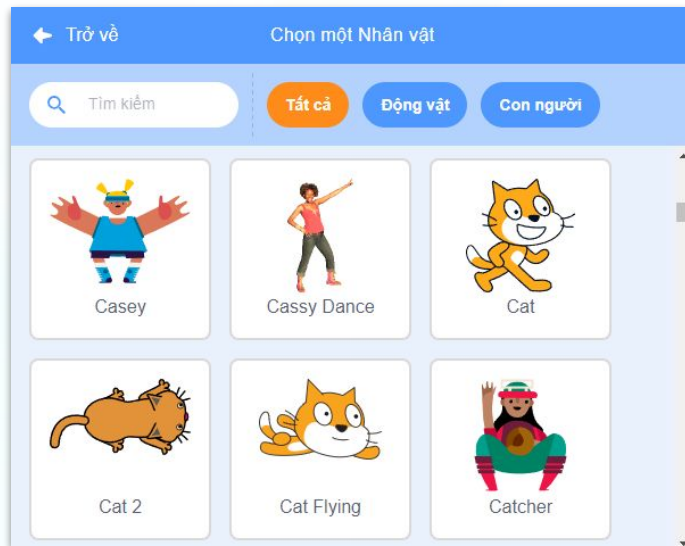 Trở về
Chọn một Nhân vật
Tìm kiếm
Tất cả
Động vật
Con người
Casey
Cassy Dance
Cat
Cat 2
Cat Flying
Catcher